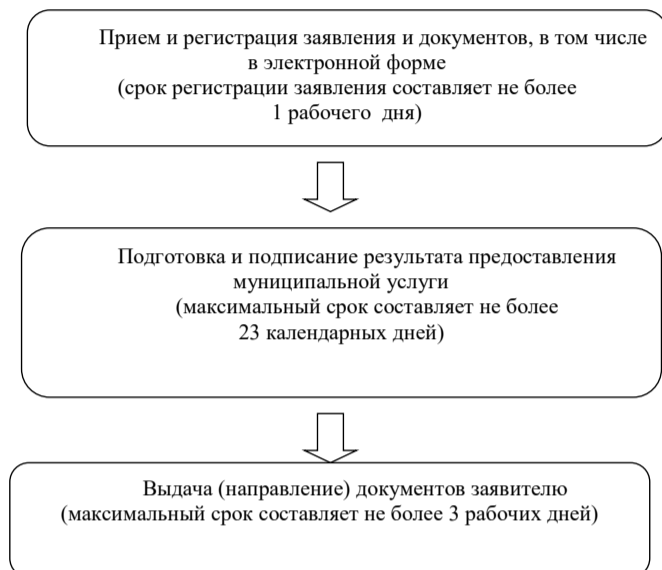 Прием и регистрация заявления и документов, в том числе
в электронной форме
(срок регистрации заявления составляет не более
1 рабочего дня)
Подготовка и подписание результата предоставления
муниципальной услуги
(максимальный срок составляет не более
23 календарных дней)
Выдача (направление) документов заявителю
(максимальный срок составляет не более 3 рабочих дней)